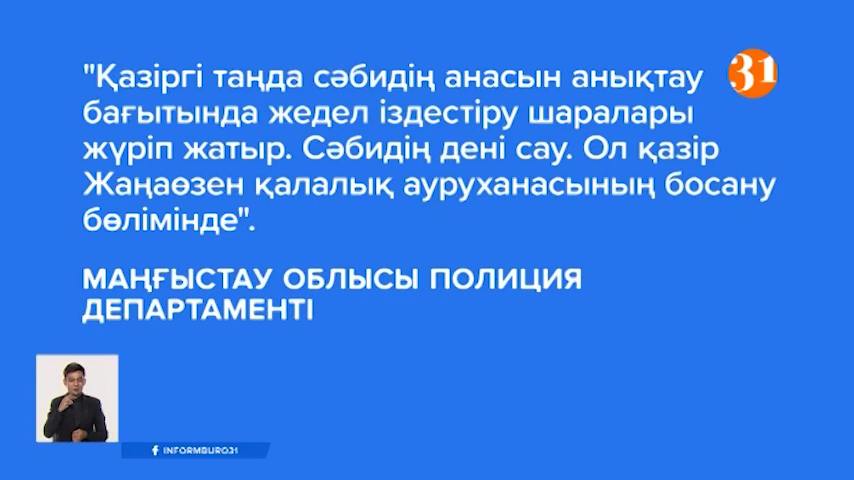 "Қазіргі таңда сәбидің анасын анықтау
бағытында жедел іздестіру шаралары
жүріп жатыр. Сәбидің дені сау. Ол қазір
Жаңаөзен қалалық ауруханасының босану
бөлімінде".
МАҢҒЫСТАУ ОБЛЫСЫ ПОЛИЦИЯ
ДЕПАРТАМЕНТІ
31
f INFORMBURO31